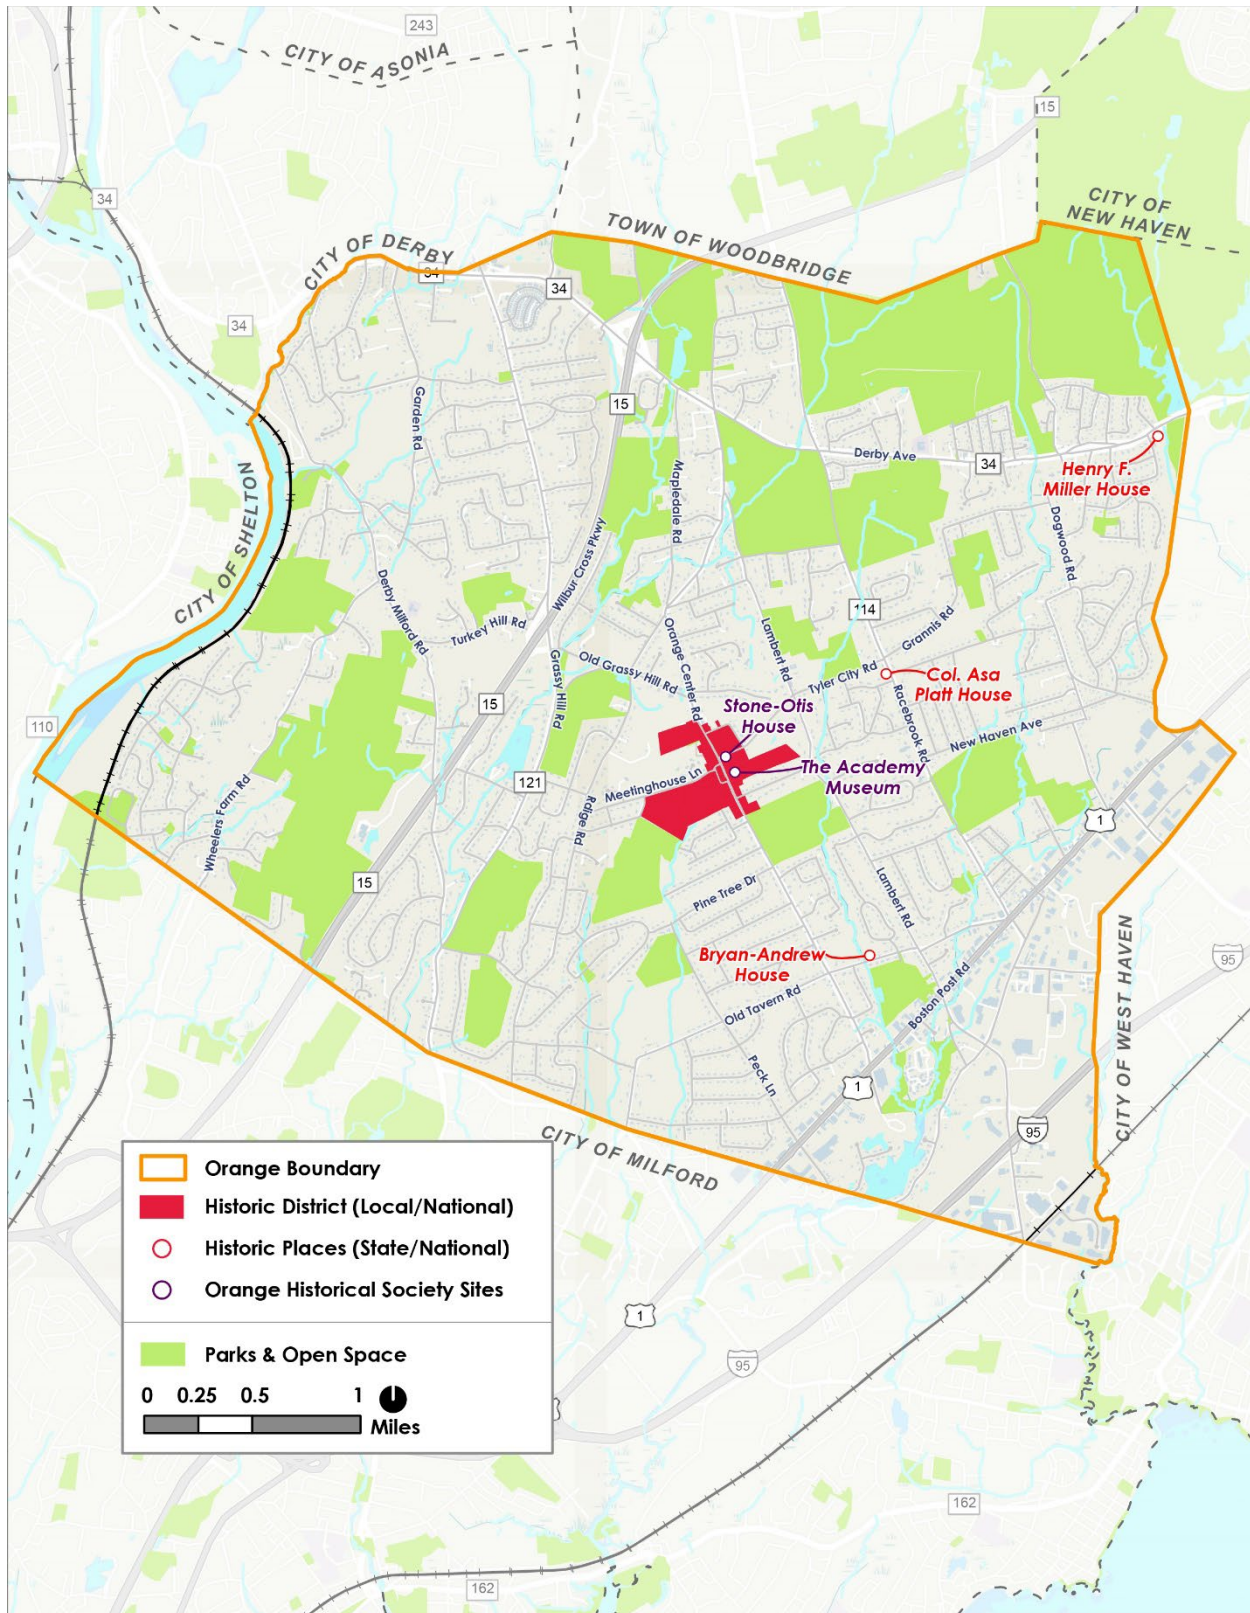 243
CITY OF ASONIA
15
34
CITY OF
NEW HAVEN
TOWN OF WOODBRIDGE
CITY OF DERBY
34
34
34
15
Garden Rd
Mapledale Rd
Derby Ave
34
Henry F.
Miller House
CITY OF SHELTON
Dogwood Rd
Wilbur Cross Pkwy
Derby Milford Rd
Turkey Hill Rd
114
Grannis Rd
Lambert Rd
Orange Center Rd
Old Grassy Hill Rd
Grassy Hill Rd
Tyler City Rd
Col. Asa
Platt House
Racebrook Rd
15
Stone-Otis
House
New Haven Ave
110
The Academy
Museum
Meetinghouse Ln
121
Rdige Rd
Wheelers Farm Rd
1
15
Pine Tree Dr
Lambert Rd
Bryan-Andrew
House
95
Boston Post Rd
Old Tavern Rd
CITY OF WEST HAVEN
Peck Ln
1
95
CITY OF MILFORD
Orange Boundary
Historic District (Local/National)
Historic Places (State/National)
Orange Historical Society Sites
Parks & Open Space
0 0.25 0.5 1
Miles
1
95
162
162